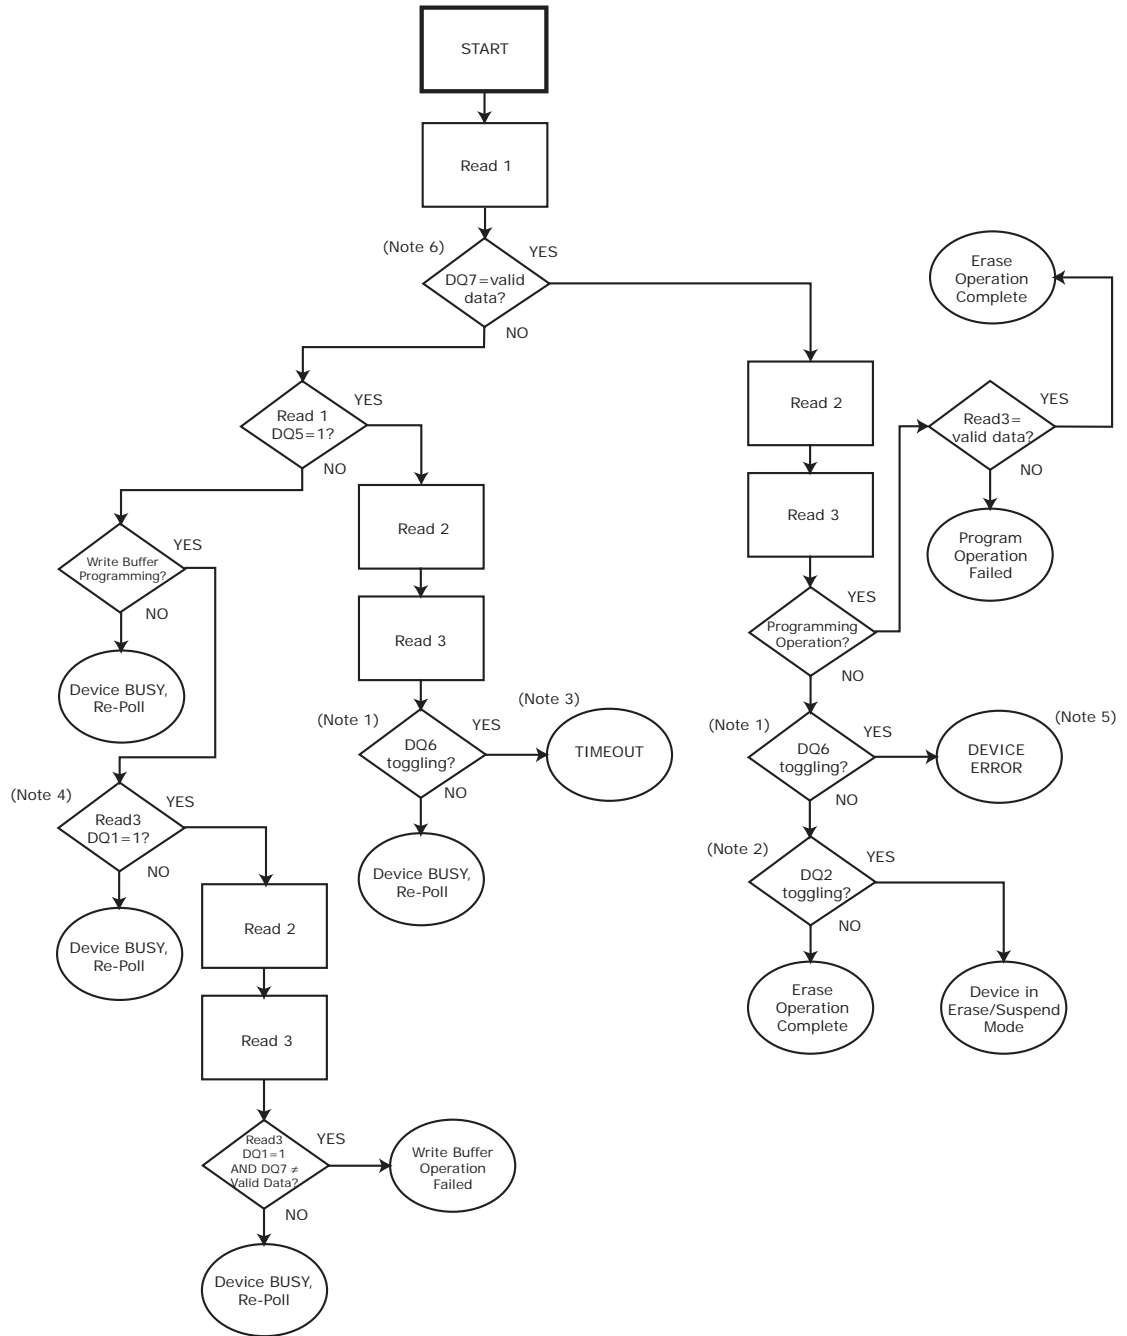 START
Read 1
(Note 6)
YES
DQ7=valid
data?
NO
Erase
Operation
Complete
Read 1
DQ5=1?
YES
NO
Read 2
Read3=
valid data?
YES
NO
Read 2
Read 3
Program
Operation
Failed
Write Buffer
Programming?
YES
NO
Read 3
Programming
Operation?
YES
NO
Device BUSY,
Re-Poll
(Note 1)
DQ6
toggling?
YES
NO
(Note 3)
TIMEOUT
(Note 1)
DQ6
toggling?
YES
NO
DEVICE
ERROR
(Note 5)
(Note 4)
Read3
DQ1=1?
YES
NO
Device BUSY,
Re-Poll
(Note 2)
DQ2
toggling?
YES
NO
Device BUSY,
Re-Poll
Read 2
Erase
Operation
Complete
Device in
Erase/Suspend
Mode
Read 3
Read3
DQ1=1
AND DQ7 ≠
Valid Data?
YES
NO
Write Buffer
Operation
Failed
Device BUSY,
Re-Poll